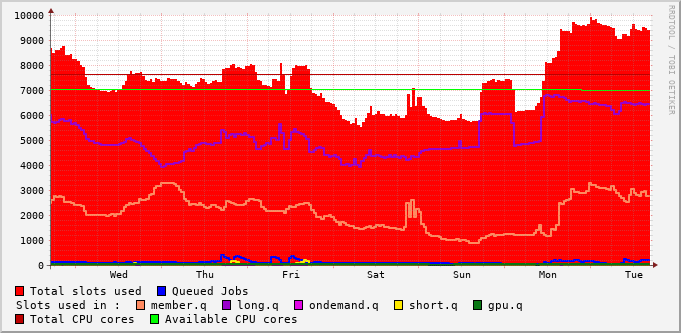 10000
9000
8000
7000
6000
5000
4000
3000
2000
1000
0
Wed Thu Fri Sat Sun Mon Tue
RRDTOOL / TOBI OETIKER
Total slots used Queued Jobs
Slots used in : member.q long.q ondemand.q short.q gpu.q
Total CPU cores Available CPU cores